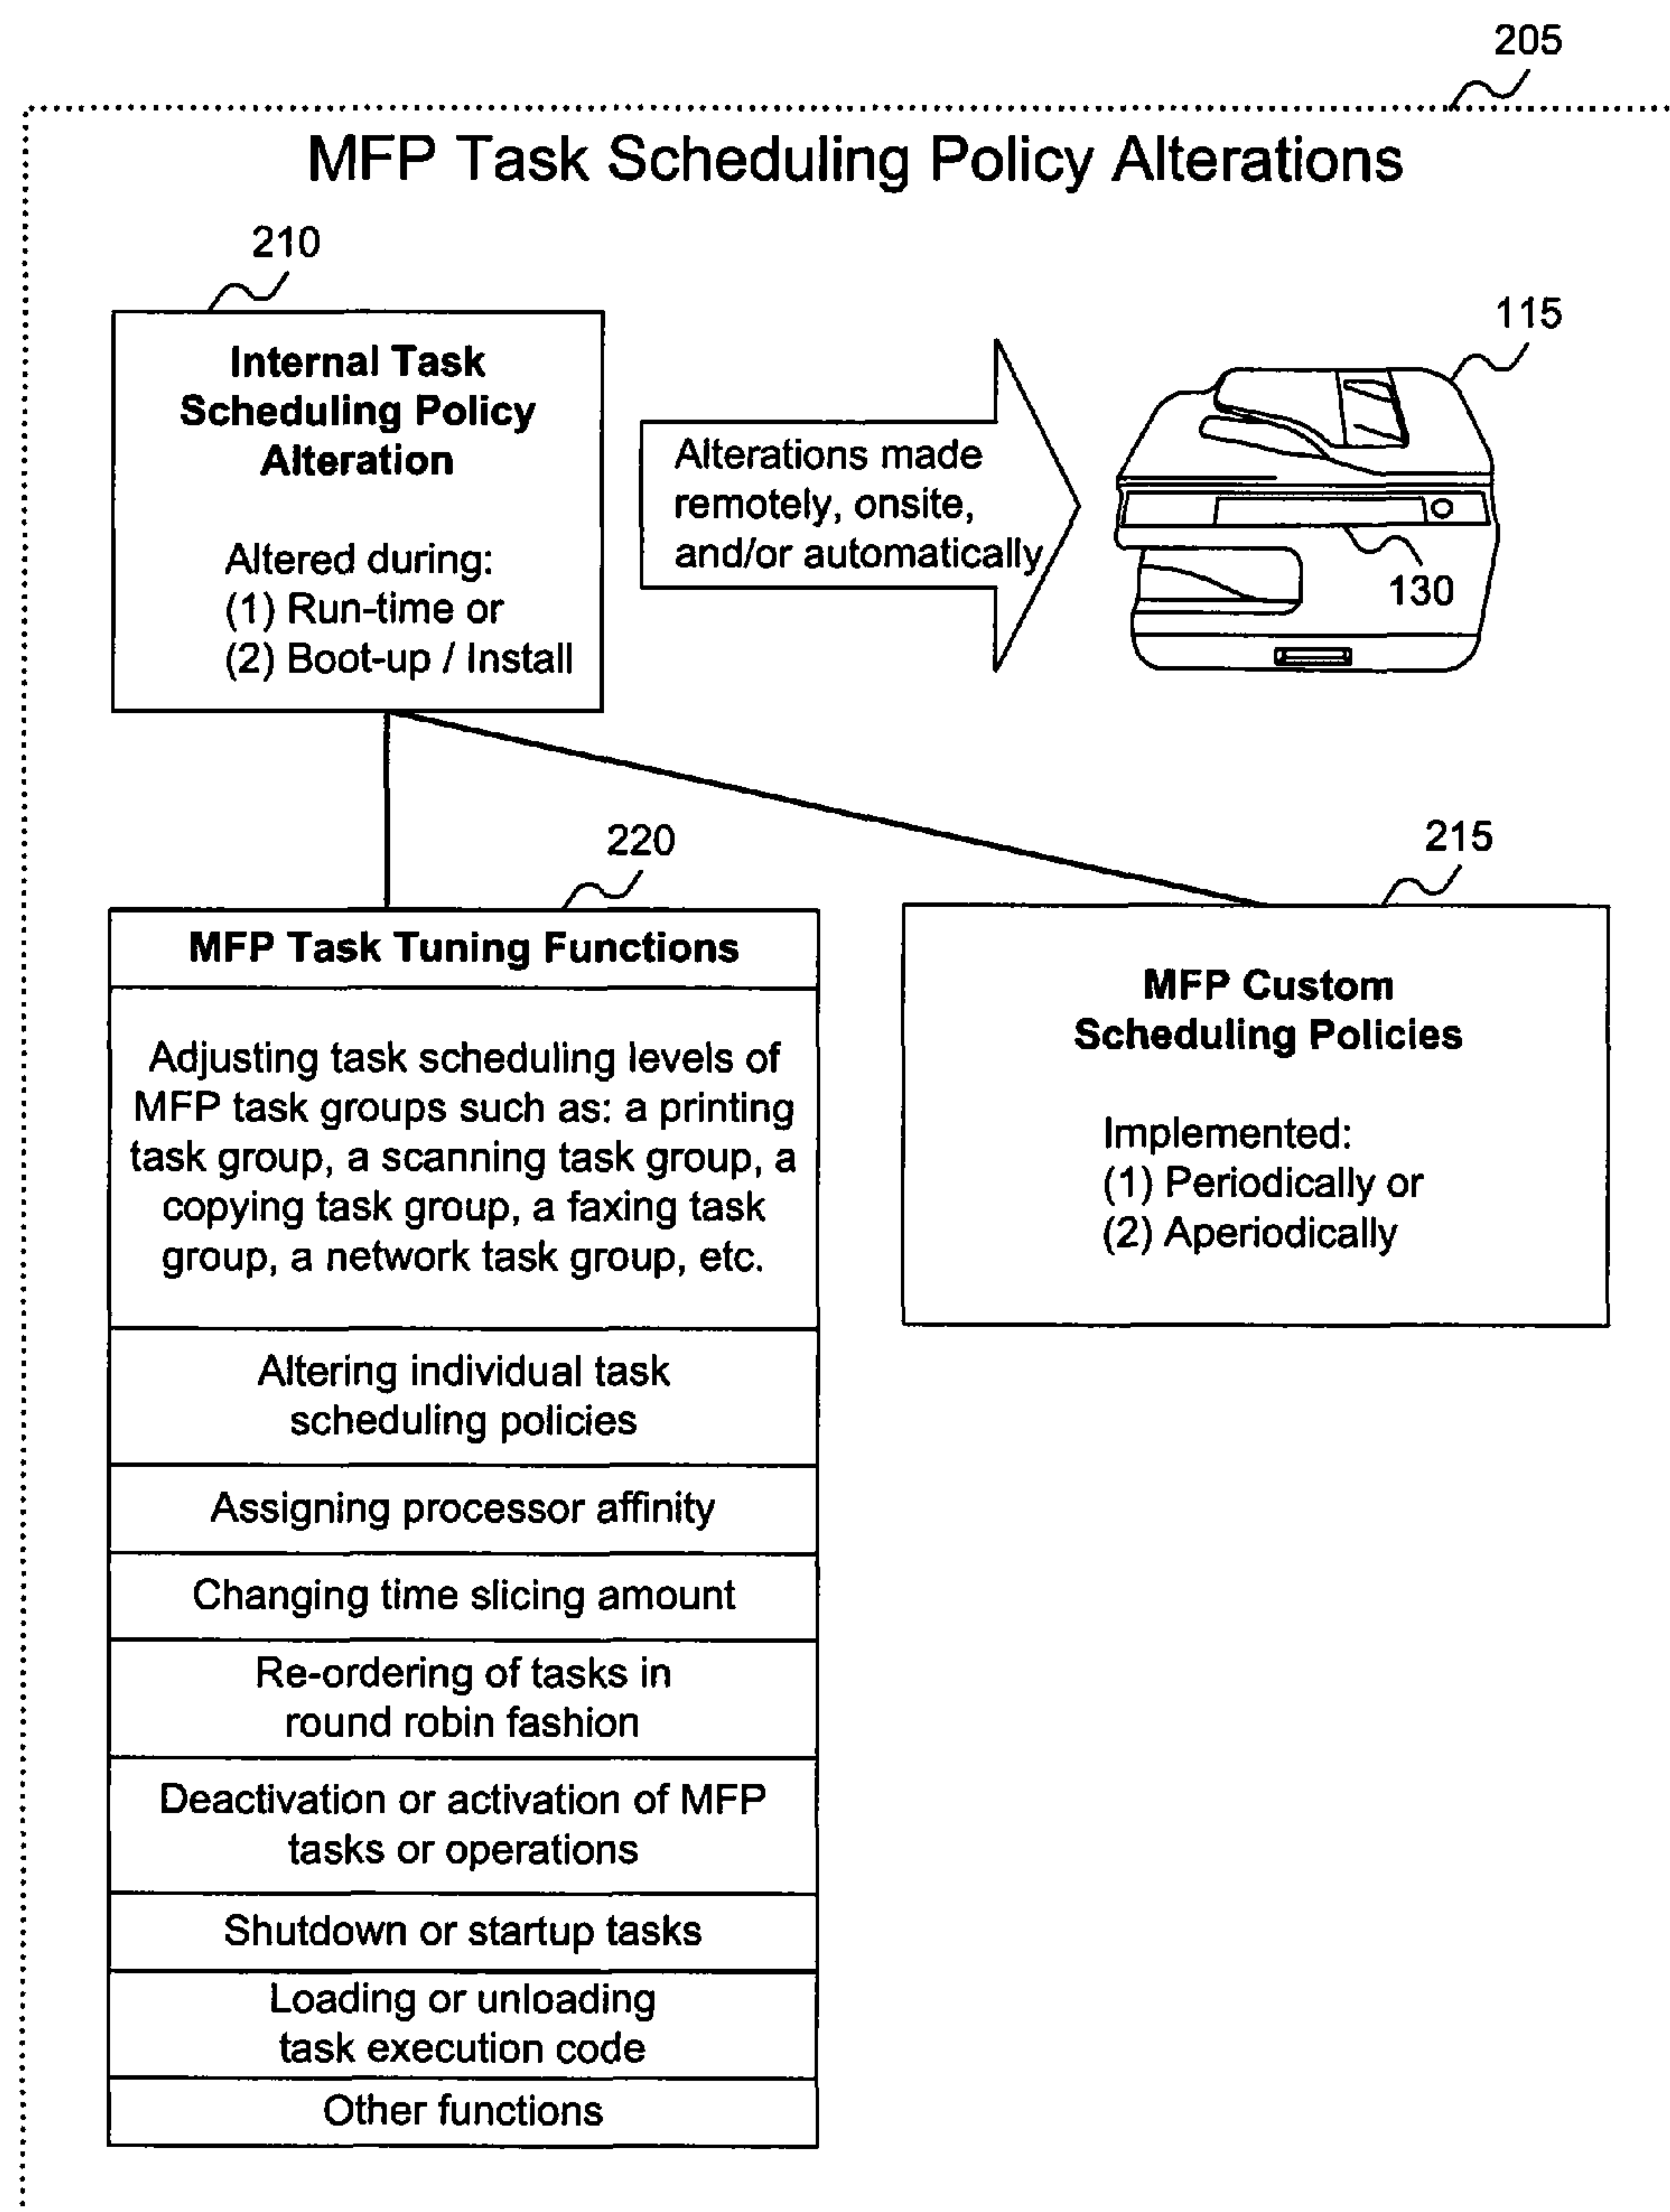 205
MFP Task Scheduling Policy Alterations
210
Internal Task
Scheduling Policy
Alteration
Altered during:
(1) Run-time or
(2) Boot-up / Install
Alterations made
remotely, onsite,
and/or automatically
115
130
220
MFP Task Tuning Functions
Adjusting task scheduling levels of
MFP task groups such as: a printing
task group, a scanning task group, a
copying task group, a faxing task
group, a network task group, etc.
Altering individual task
scheduling policies
Assigning processor affinity
Changing time slicing amount
Re-ordering of tasks in
round robin fashion
Deactivation or activation of MFP
tasks or operations
Shutdown or startup tasks
Loading or unloading
task execution code
Other functions
215
MFP Custom
Scheduling Policies
Implemented:
(1) Periodically or
(2) Aperiodically